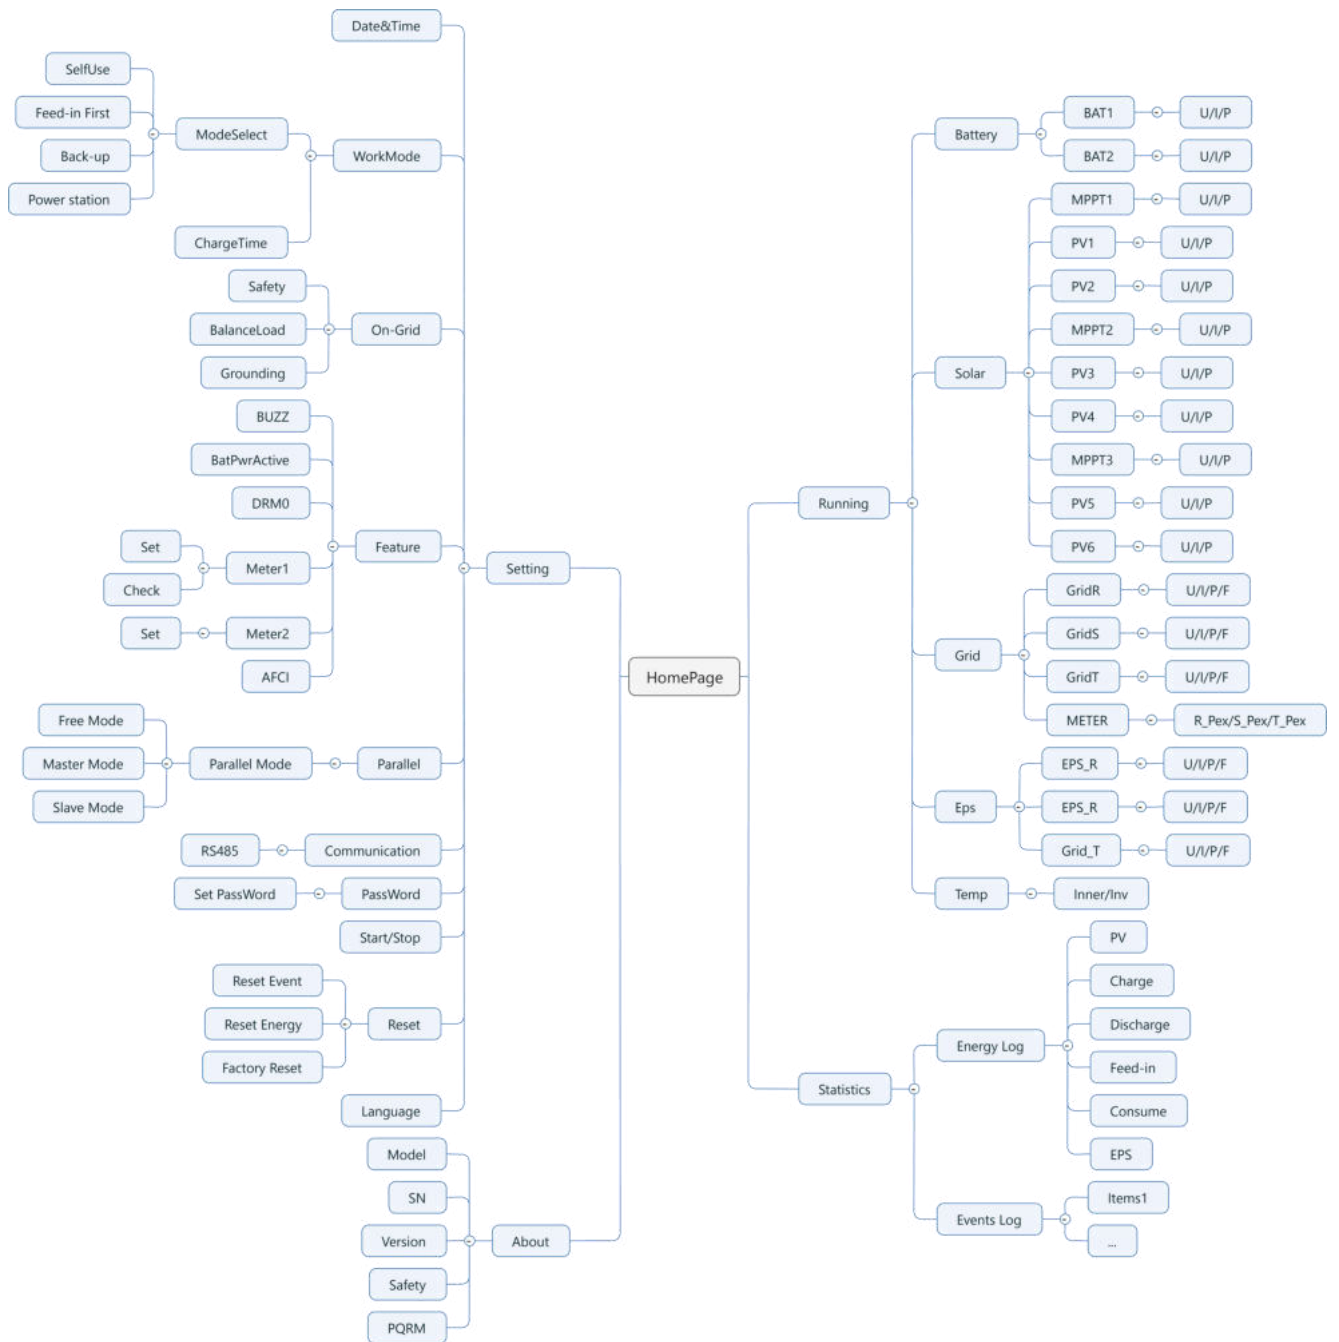 Date&Time
SelfUse
Feed-in First
Back-up
Power station
ModeSelect
ChargeTime
WorkMode
Safety
BalanceLoad
Grounding
On-Grid
BUZZ
BatPwrActive
DRM0
Set
Check
Meter1
Set
Meter2
AFCI
Feature
Setting
Free Mode
Master Mode
Slave Mode
Parallel Mode
Parallel
RS485
Communication
Set PassWord
PassWord
Start/Stop
Reset Event
Reset Energy
Factory Reset
Reset
Language
Model
SN
Version
Safety
PQRM
About
HomePage
Running
Battery
BAT1
U/I/P
BAT2
U/I/P
Solar
MPPT1
U/I/P
PV1
U/I/P
PV2
U/I/P
MPPT2
U/I/P
PV3
U/I/P
PV4
U/I/P
MPPT3
U/I/P
PV5
U/I/P
PV6
U/I/P
Grid
GridR
U/I/P/F
GridS
U/I/P/F
GridT
U/I/P/F
METER
R_Pex/S_Pex/T_Pex
Eps
EPS_R
U/I/P/F
EPS_R
U/I/P/F
Grid_T
U/I/P/F
Temp
Inner/Inv
Statistics
Energy Log
PV
Charge
Discharge
Feed-in
Consume
EPS
Events Log
Items1
...